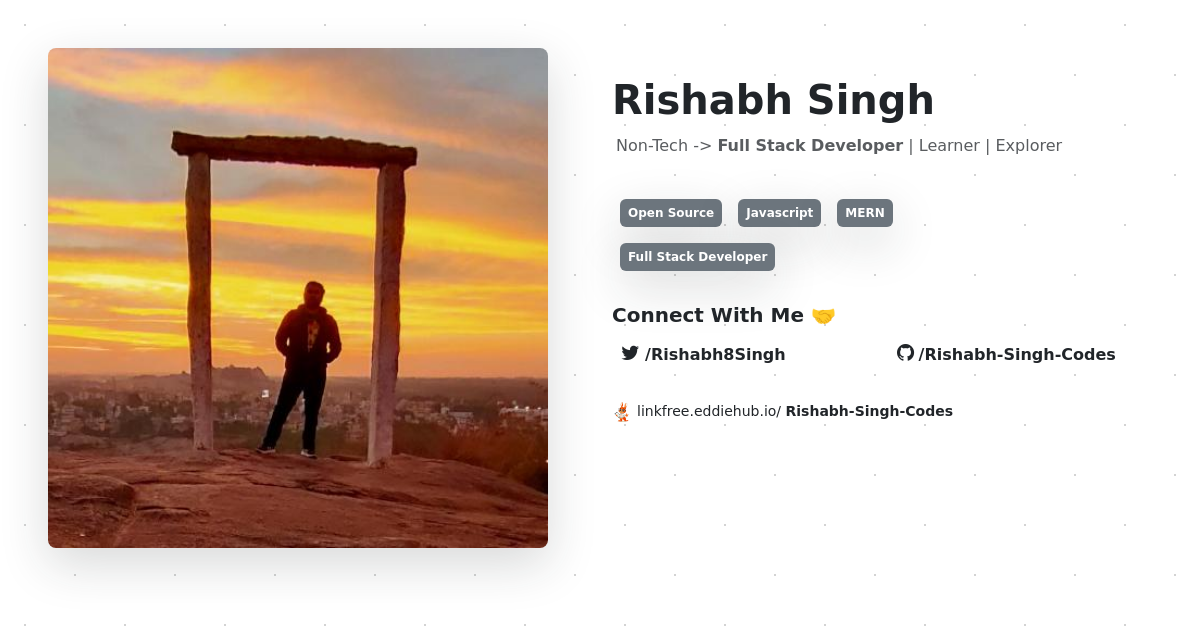 Rishabh Singh
Non-Tech -> Full Stack Developer | Learner | Explorer
Open Source Javascript MERN
Full Stack Developer
Connect With Me 🤝
/Rishabh8Singh /Rishabh-Singh-Codes
linkfree.eddiehub.io/ Rishabh-Singh-Codes